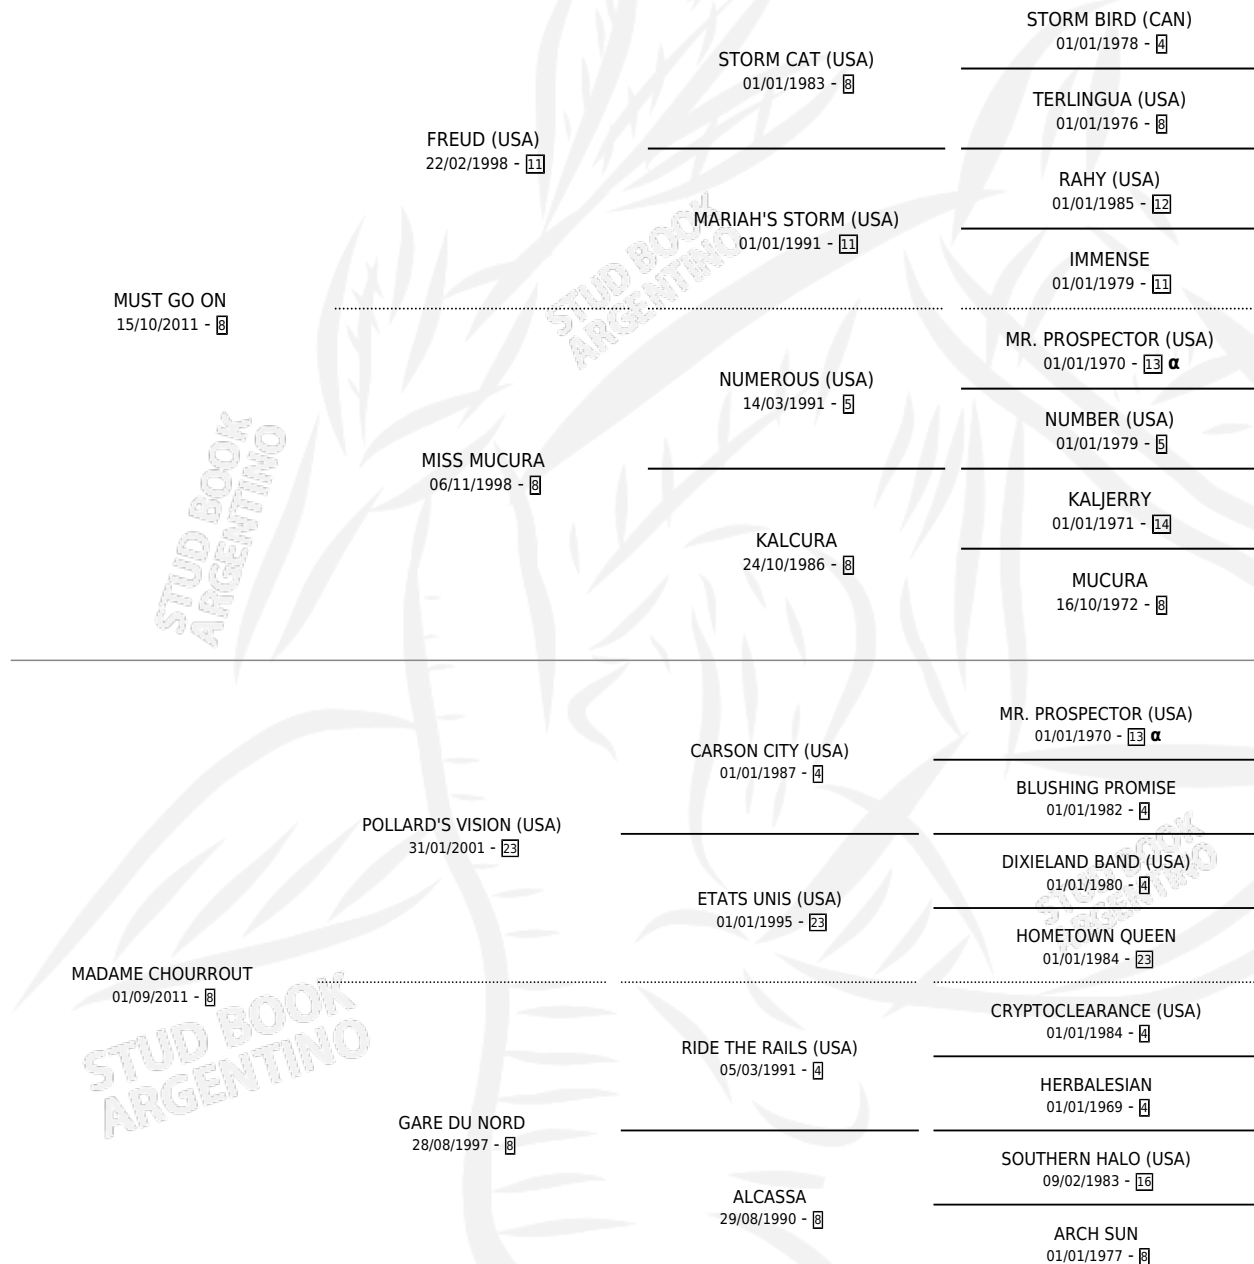 STORM BIRD (CAN)
01/01/1978 - 4
STORM CAT (USA)
01/01/1983 - 8
TERLINGUA (USA)
01/01/1976 - 8
FREUD (USA)
22/02/1998 - 11
RAHY (USA)
01/01/1985 - 12
MARIAH'S STORM (USA)
01/01/1991 - 11
IMMENSE
01/01/1979 - 11
MUST GO ON
15/10/2011 - 8
MR. PROSPECTOR (USA)
01/01/1970 - 13 α
NUMEROUS (USA)
14/03/1991 - 5
NUMBER (USA)
01/01/1979 - 5
MISS MUCURA
06/11/1998 - 8
KALJERRY
01/01/1971 - 14
KALCURA
24/10/1986 - 8
MUCURA
16/10/1972 - 8
MR. PROSPECTOR (USA)
01/01/1970 - 13 α
CARSON CITY (USA)
01/01/1987 - 4
BLUSHING PROMISE
01/01/1982 - 4
POLLARD'S VISION (USA)
31/01/2001 - 23
DIXIELAND BAND (USA)
01/01/1980 - 4
ETATS UNIS (USA)
01/01/1995 - 23
HOMETOWN QUEEN
01/01/1984 - 23
MADAME CHOURROUT
01/09/2011 - 8
CRYPTOCLEARANCE (USA)
01/01/1984 - 4
RIDE THE RAILS (USA)
05/03/1991 - 4
HERBALESIAN
01/01/1969 - 4
GARE DU NORD
28/08/1997 - 8
SOUTHERN HALO (USA)
09/02/1983 - 16
ALCASSA
29/08/1990 - 8
ARCH SUN
01/01/1977 - 8
STUD BOOK
ARGENTINO
STUD BOOK
ARGENTINO
STUD BOOK
ARGENTINO
STUD BOOK
ARGENTINO